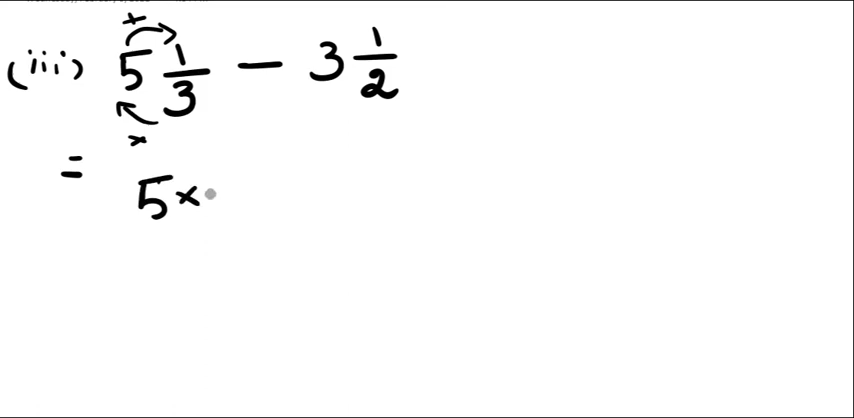 (iii) 5 1/3 — 3 1/2
+
×
= 5×